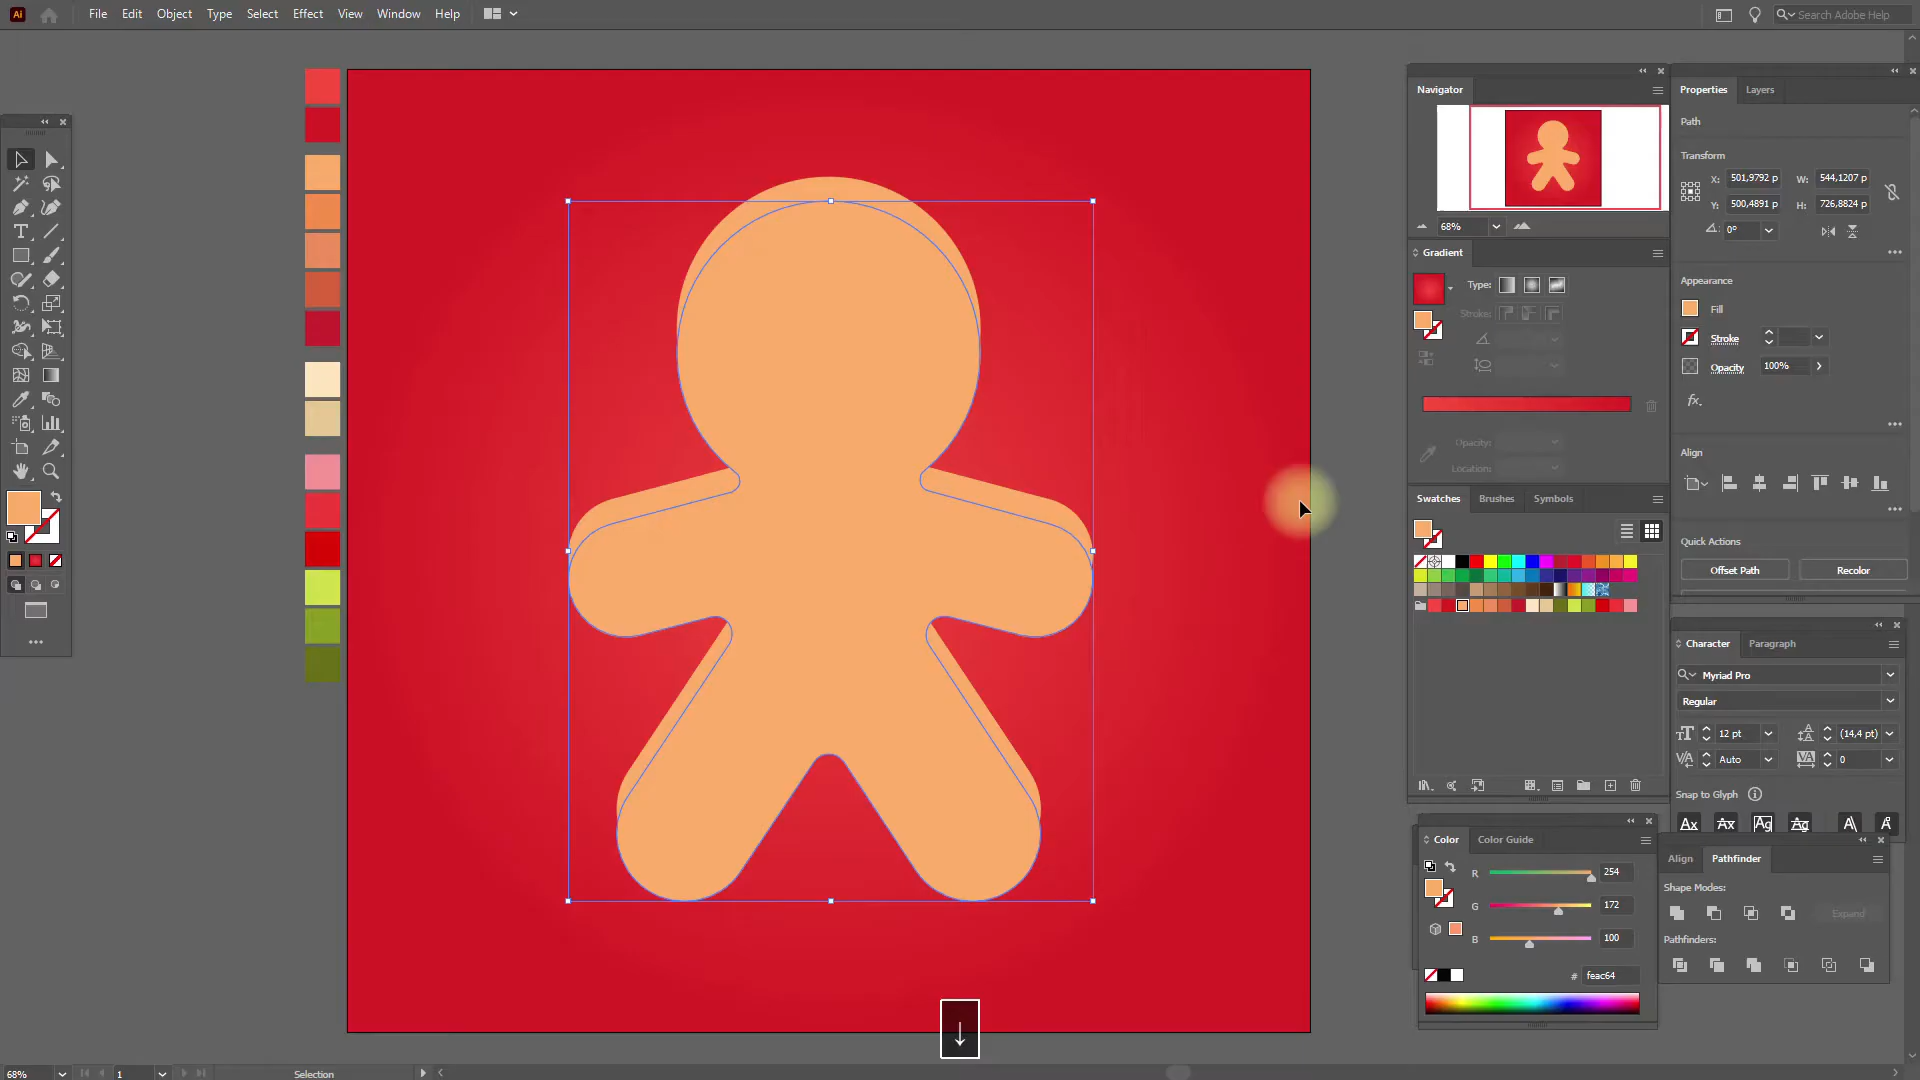 Ai File Edit Object Type Select Effect View Window Help Search Adobe Help
Navigator
68%
Gradient
Type:
Stroke:
Opacity:
Location:
Swatches Brushes Symbols
Color Color Guide
R 254
G 172
B 100
# feac64
Properties Layers
Path
Transform
X: 501,9792 p W: 544,1207 p
Y: 500,4891 p H: 726,8824 p
0°
Appearance
Fill
Stroke
Opacity 100%
fx.
Align
Quick Actions
Offset Path Recolor
Character Paragraph
Myriad Pro
Regular
12 pt (14,4 pt)
Auto 0
Snap to Glyph
Ax Ax Ag Ag A A
Align Pathfinder
Shape Modes:
Expand
Pathfinders:
↓
68% 1 Selection